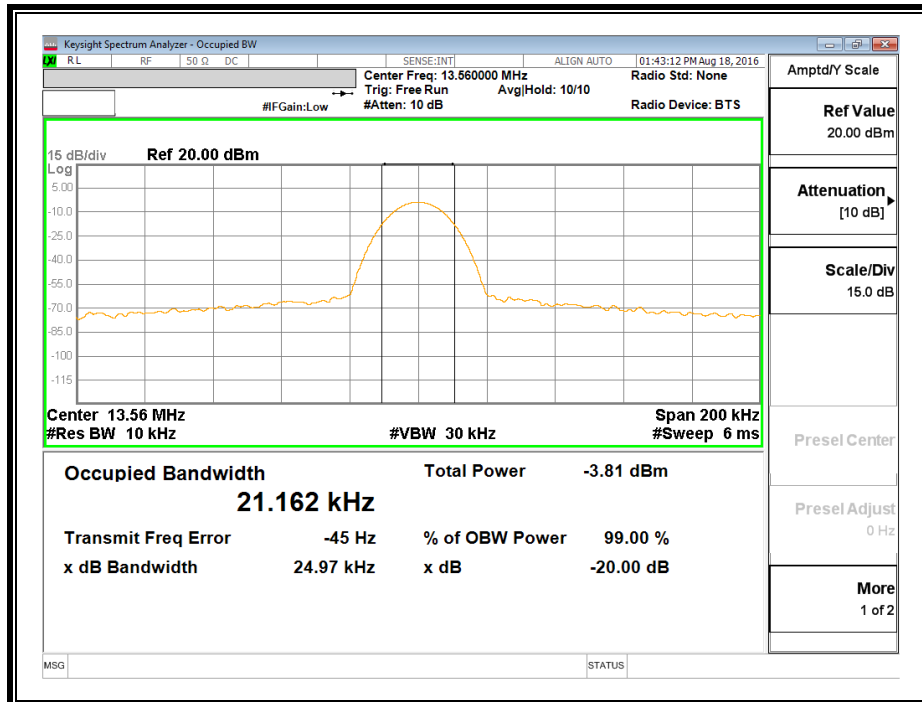 Keysight Spectrum Analyzer - Occupied BW
LXI RL RF 50 Ω DC SENSE:INT ALIGN AUTO 01:43:12 PM Aug 18, 2016
Center Freq: 13.560000 MHz Radio Std: None
Trig: Free Run Avg|Hold: 10/10
#IFGain:Low #Atten: 10 dB Radio Device: BTS
15 dB/div Ref 20.00 dBm
Log
5.00
-10.0
-25.0
-40.0
-55.0
-70.0
-85.0
-100
-115
Center 13.56 MHz Span 200 kHz
#Res BW 10 kHz #VBW 30 kHz #Sweep 6 ms
Occupied Bandwidth Total Power -3.81 dBm
21.162 kHz
Transmit Freq Error -45 Hz % of OBW Power 99.00 %
x dB Bandwidth 24.97 kHz x dB -20.00 dB
MSG STATUS
Amptd/Y Scale
Ref Value
20.00 dBm
Attenuation
[10 dB]
Scale/Div
15.0 dB
Presel Center
Presel Adjust
0 Hz
More
1 of 2